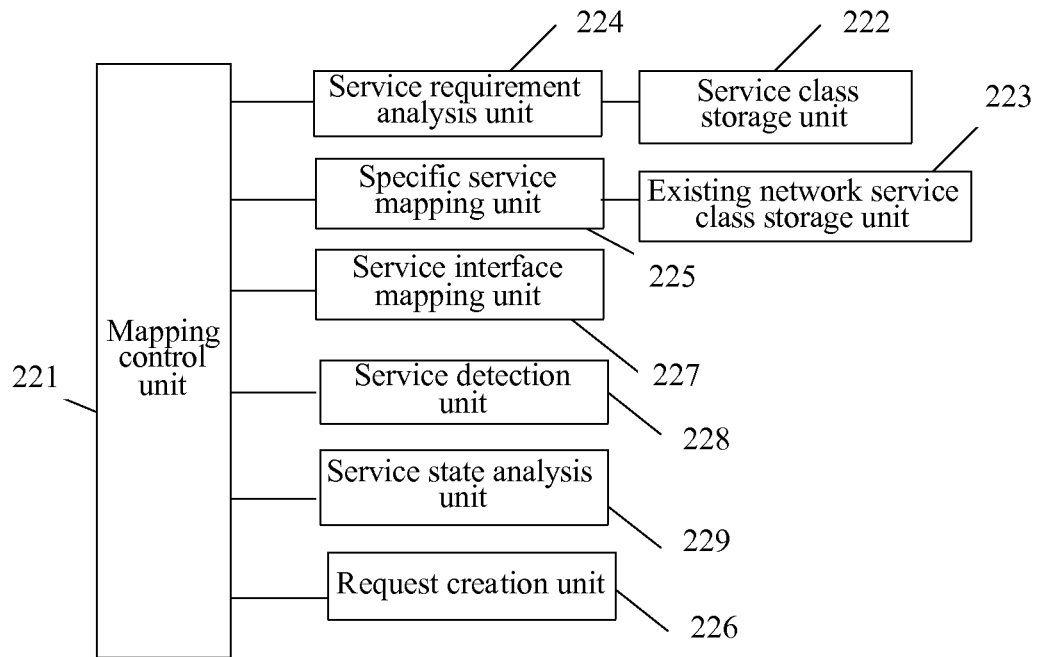 224
222
Service requirement
analysis unit
Service class
storage unit
223
Specific service
mapping unit
Existing network service
class storage unit
225
Service interface
mapping unit
Mapping
control
unit
221
227
Service detection
unit
228
Service state analysis
unit
229
Request creation unit
226